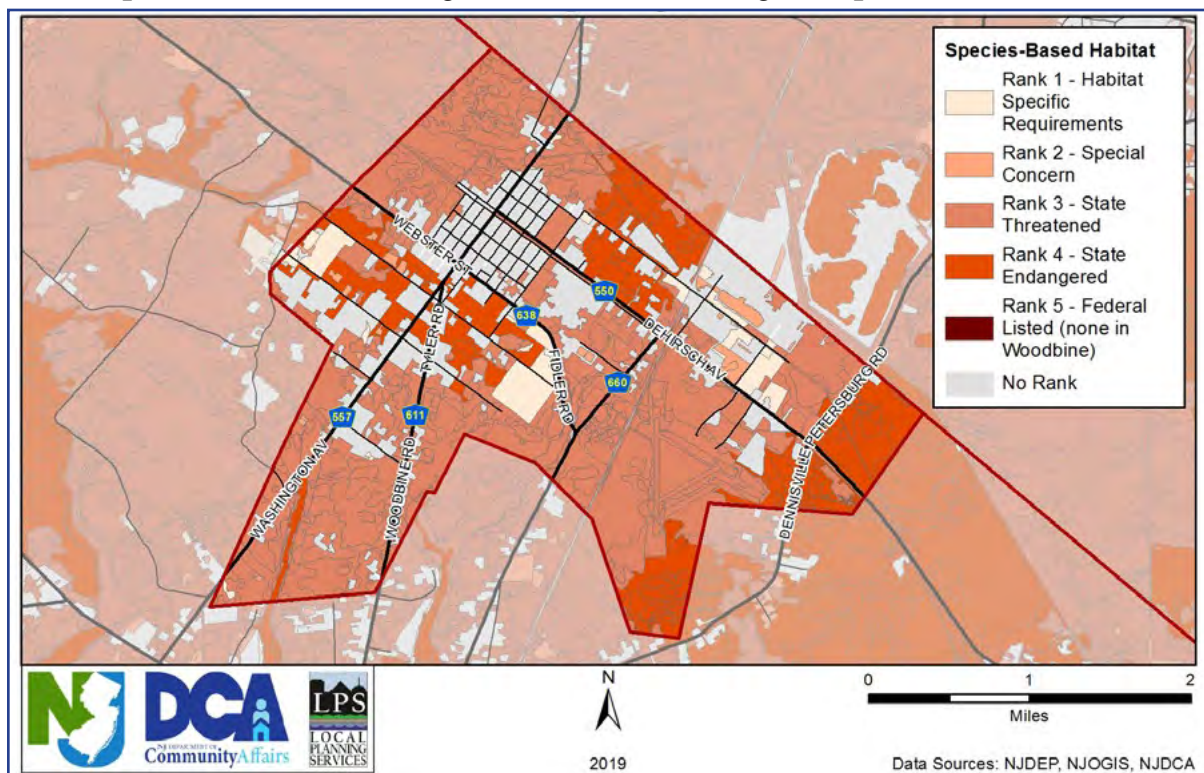 Species-Based Habitat
Rank 1 - Habitat
Specific
Requirements
Rank 2 - Special
Concern
Rank 3 - State
Threatened
Rank 4 - State
Endangered
Rank 5 - Federal
Listed (none in
Woodbine)
No Rank
WEBSTER ST
550
638
TYLER RD
DEHIRSCH AV
FIDLER RD
660
DENNISVILLE PETERSBURG RD
557
611
WASHINGTON AV
WOODBINE RD
NJ
DCA
NJ DEPARTMENT OF
Community Affairs
LPS
LOCAL
PLANNING
SERVICES
N
2019
0 1 2
Miles
Data Sources: NJDEP, NJOGIS, NJDCA